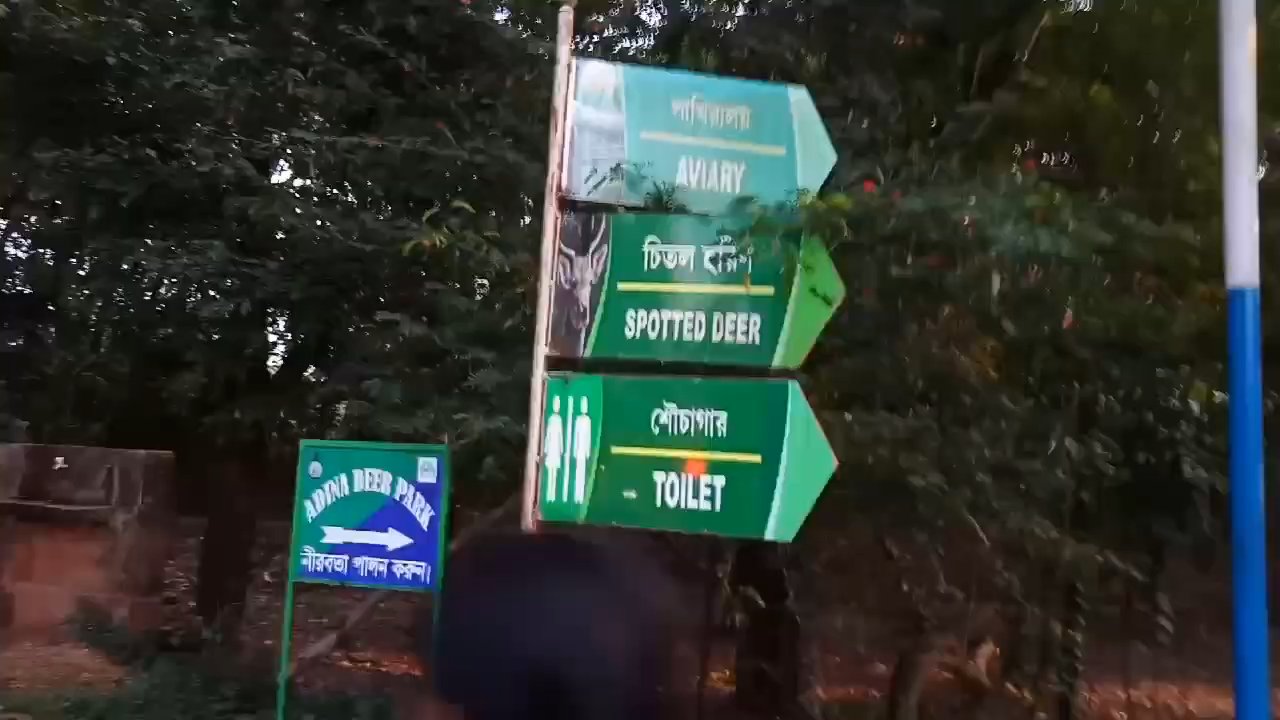 পাখিরালয়
AVIARY
চিতল হরিণ
SPOTTED DEER
শৌচাগার
TOILET
ADINA DEER PARK
নীরবতা পালন করুন।